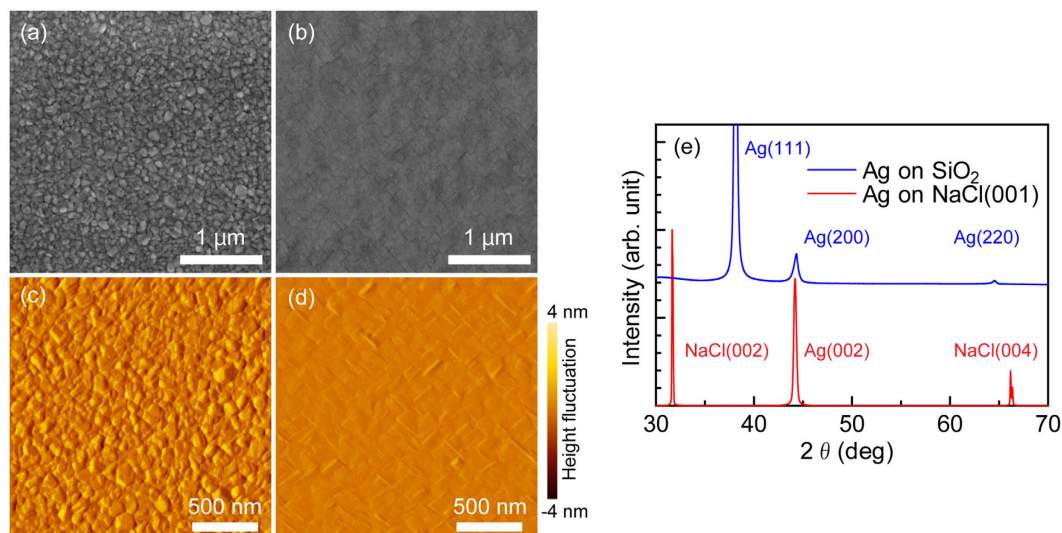 (a)
1 μm
(b)
1 μm
(c)
500 nm
(d)
500 nm
4 nm
Height fluctuation
-4 nm
(e)
Ag(111)
Ag on SiO₂
Ag on NaCl(001)
Ag(200)
Ag(220)
NaCl(002)
Ag(002)
NaCl(004)
Intensity (arb. unit)
30 40 50 60 70
2 θ (deg)